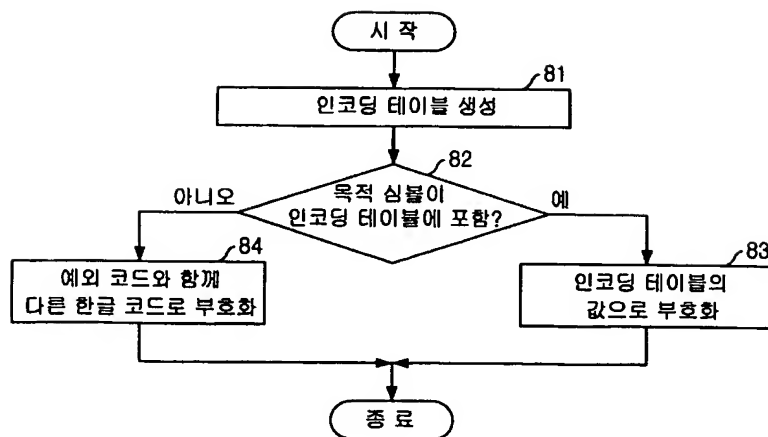 시 작
81
인코딩 테이블 생성
82
목적 심볼이
인코딩 테이블에 포함?
아니오
예
84
예외 코드와 함께
다른 한글 코드로 부호화
83
인코딩 테이블의
값으로 부호화
종 료